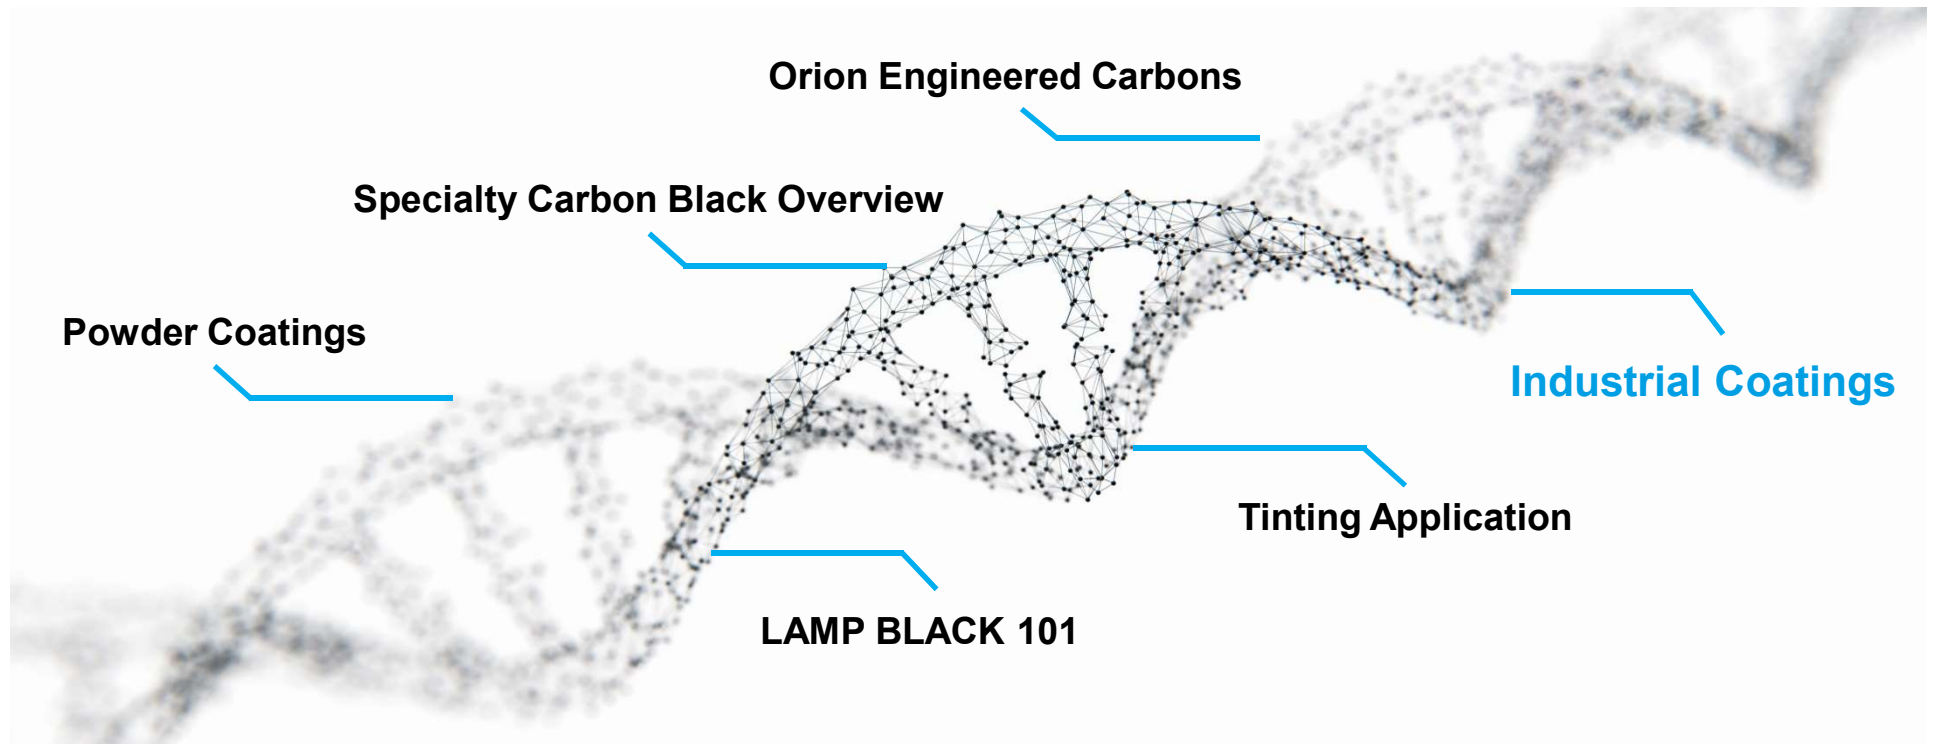 Orion Engineered Carbons
Specialty Carbon Black Overview
Powder Coatings
Industrial Coatings
Tinting Application
LAMP BLACK 101